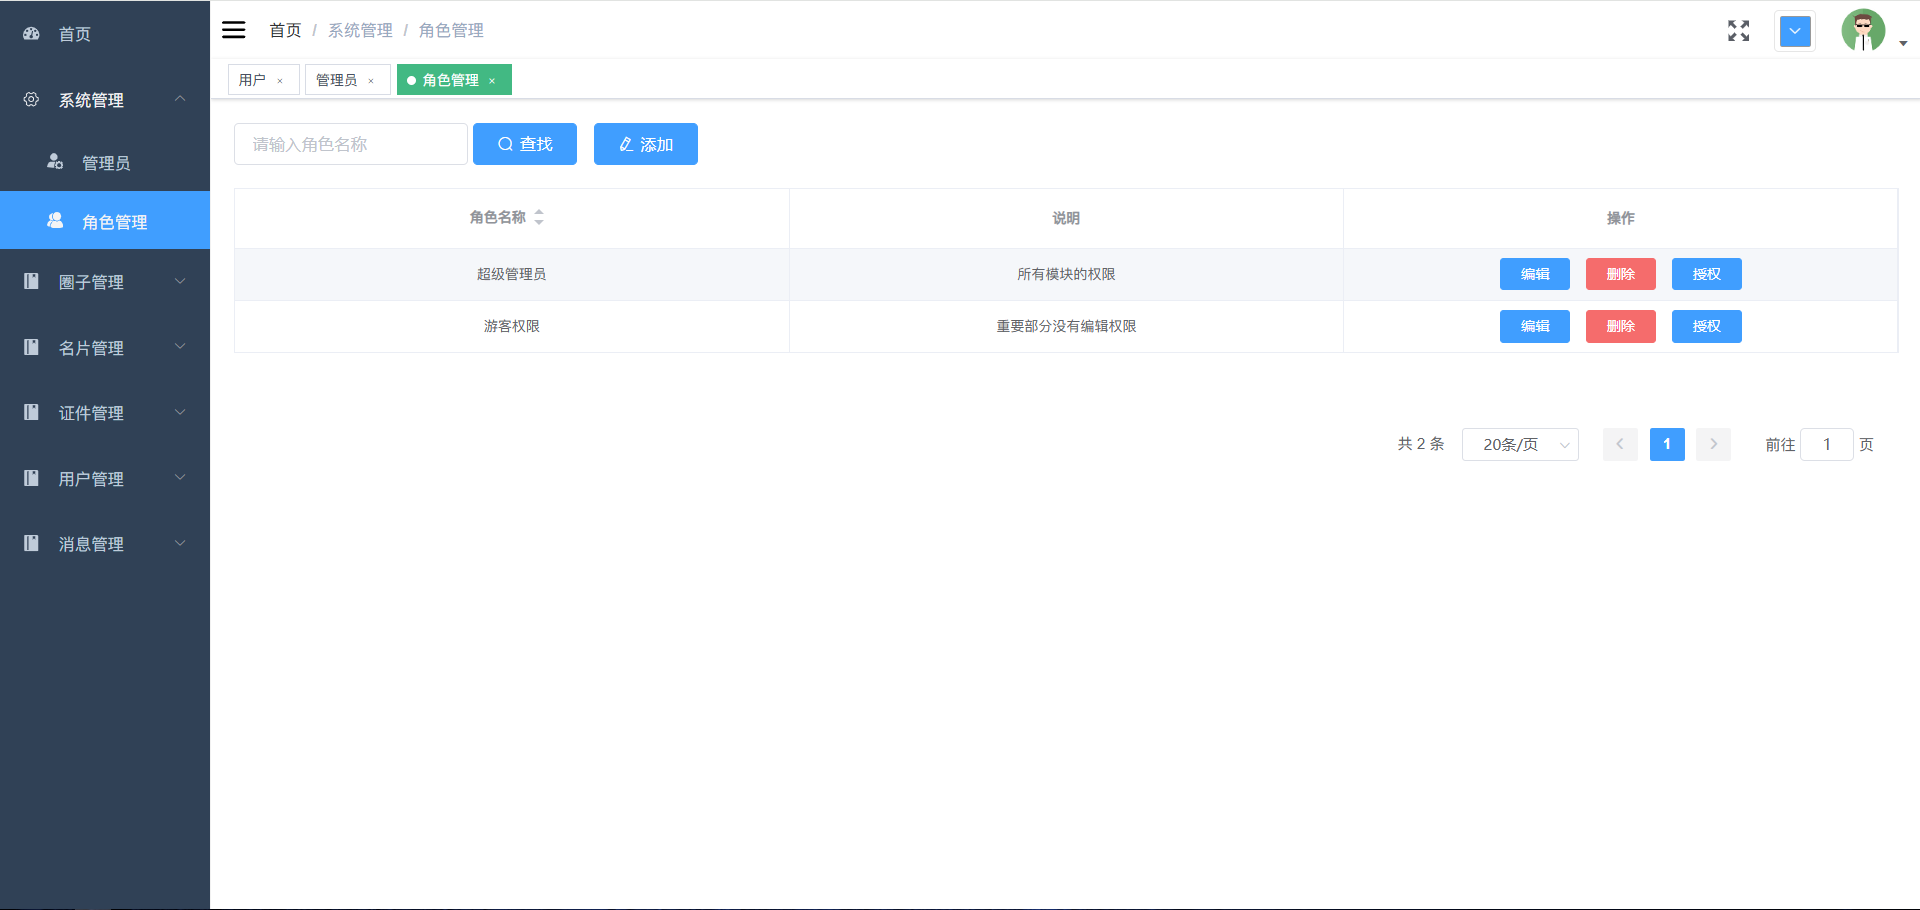 首页
系统管理
管理员
角色管理
圈子管理
名片管理
证件管理
用户管理
消息管理
首页 / 系统管理 / 角色管理
用户 × 管理员 × 角色管理 ×
请输入角色名称 查找 添加
角色名称 说明 操作
超级管理员 所有模块的权限 编辑 删除 授权
游客权限 重要部分没有编辑权限 编辑 删除 授权
共 2 条 20条/页 1 前往 1 页